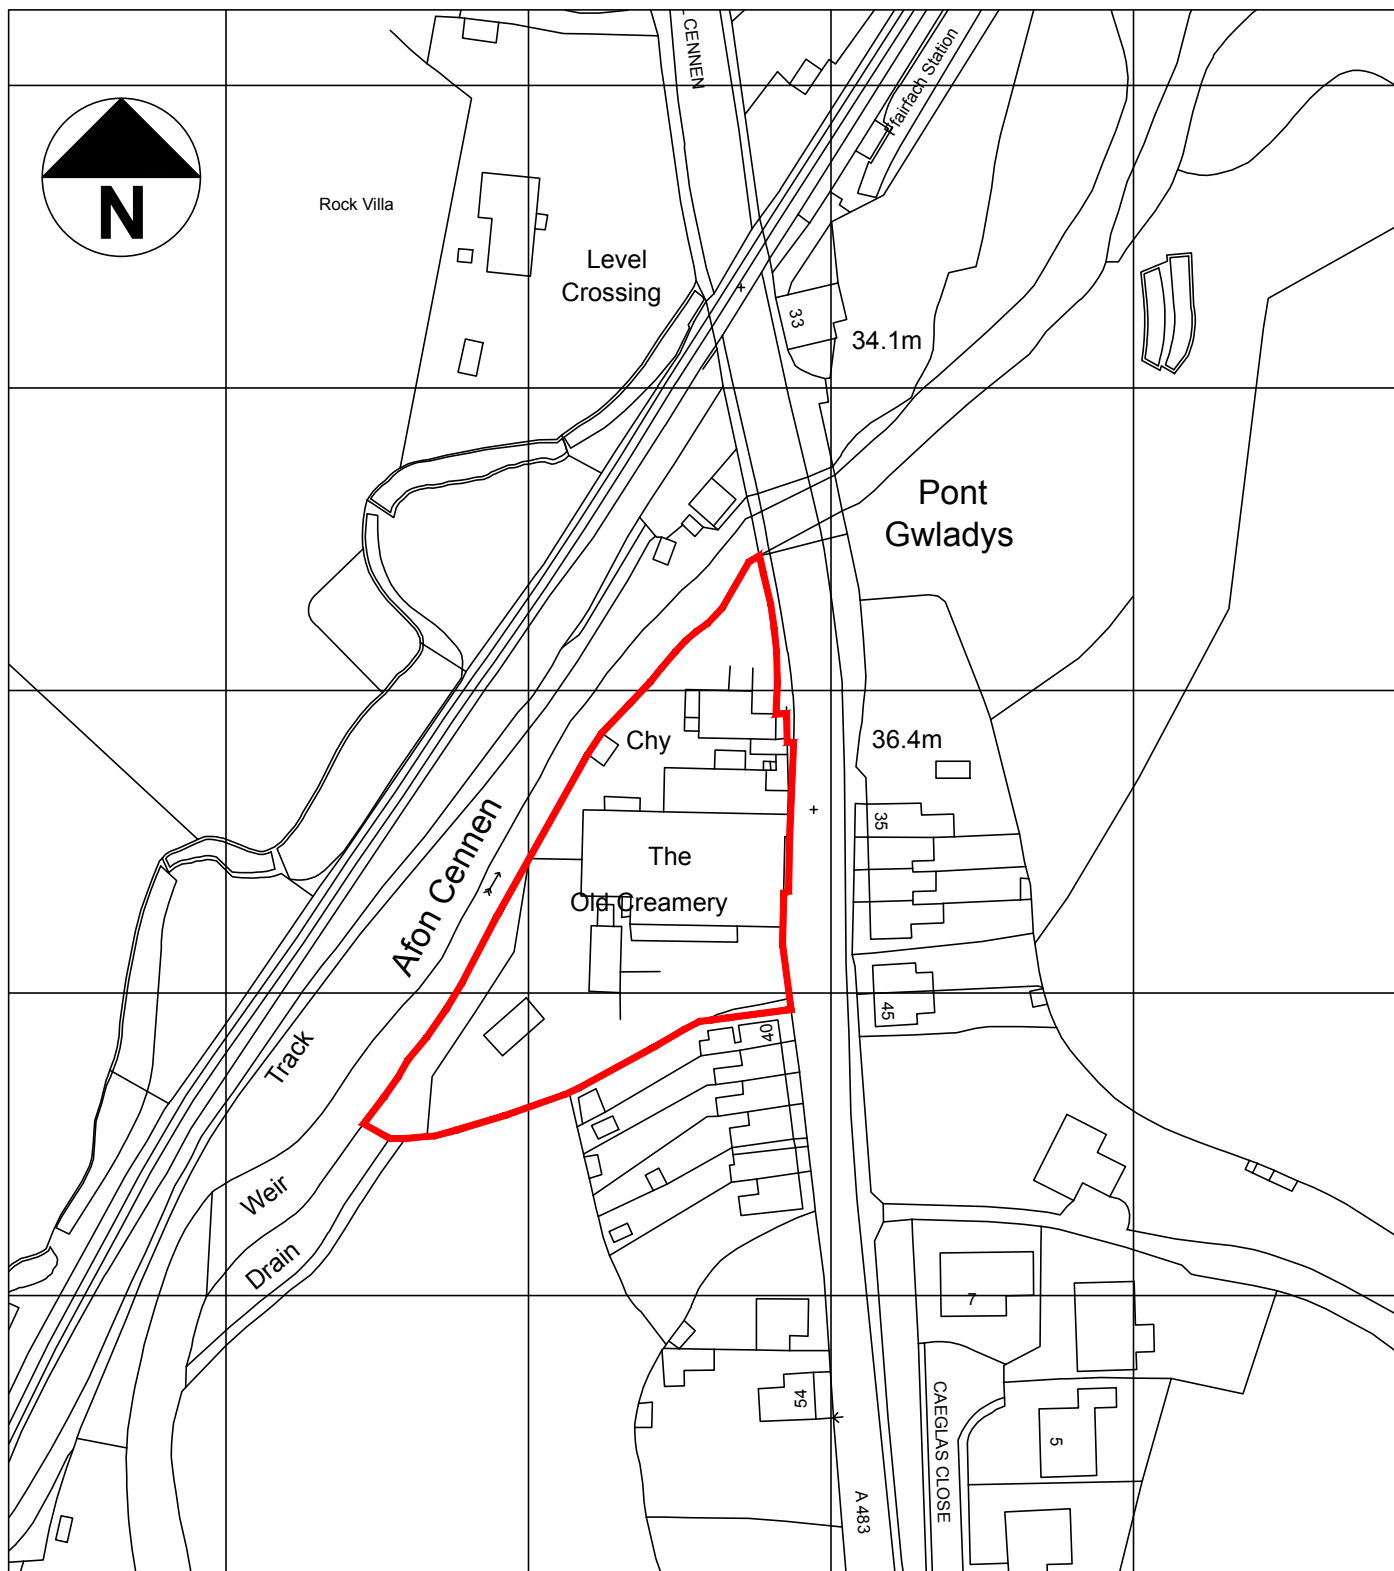 - CENNEN
ffairfach Station
N
Rock Villa
Level
Crossing
33
34.1m
Pont
Gwladys
Chy
36.4m
35
The
Old Creamery
Afon Cennen
45
40
Track
Weir
Drain
7
54
CAEGLAS CLOSE
5
A 483